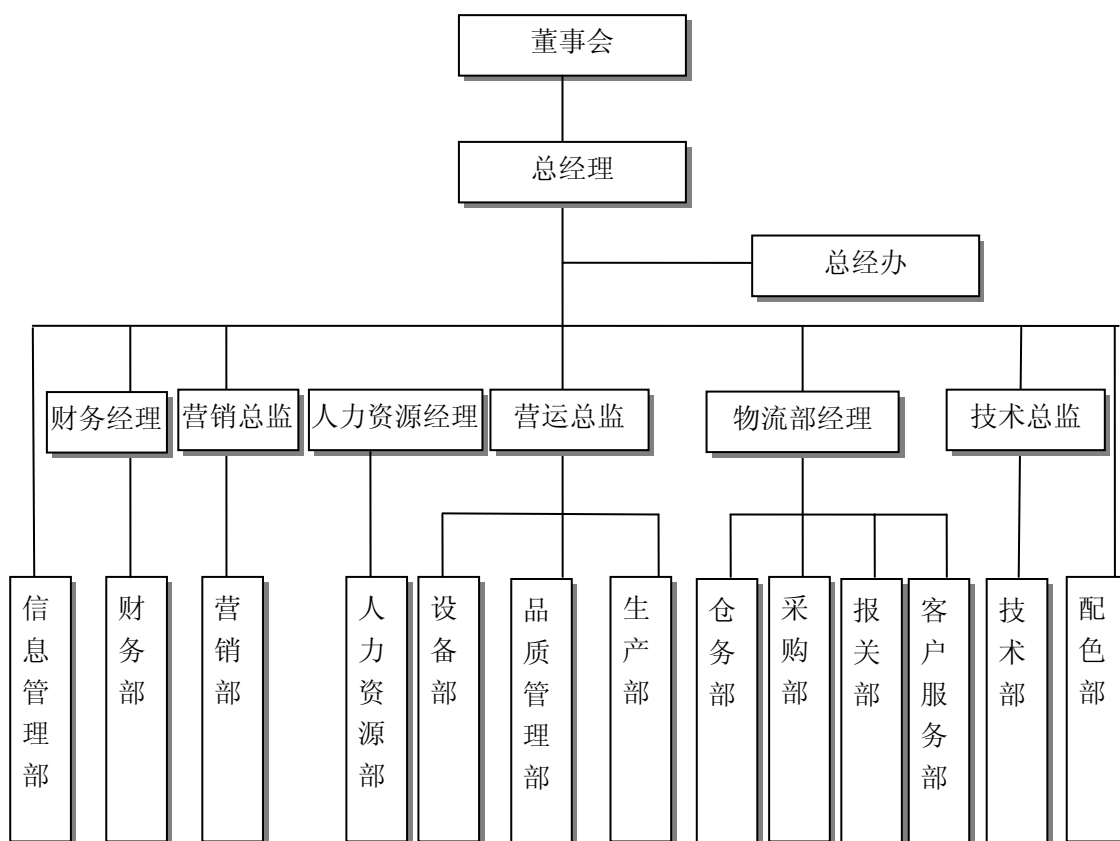 董事会
总经理
总经办
财务经理
营销总监
人力资源经理
营运总监
物流部经理
技术总监
信息管理部
财务部
营销部
人力资源部
设备部
品质管理部
生产部
仓务部
采购部
报关部
客户服务部
技术部
配色部